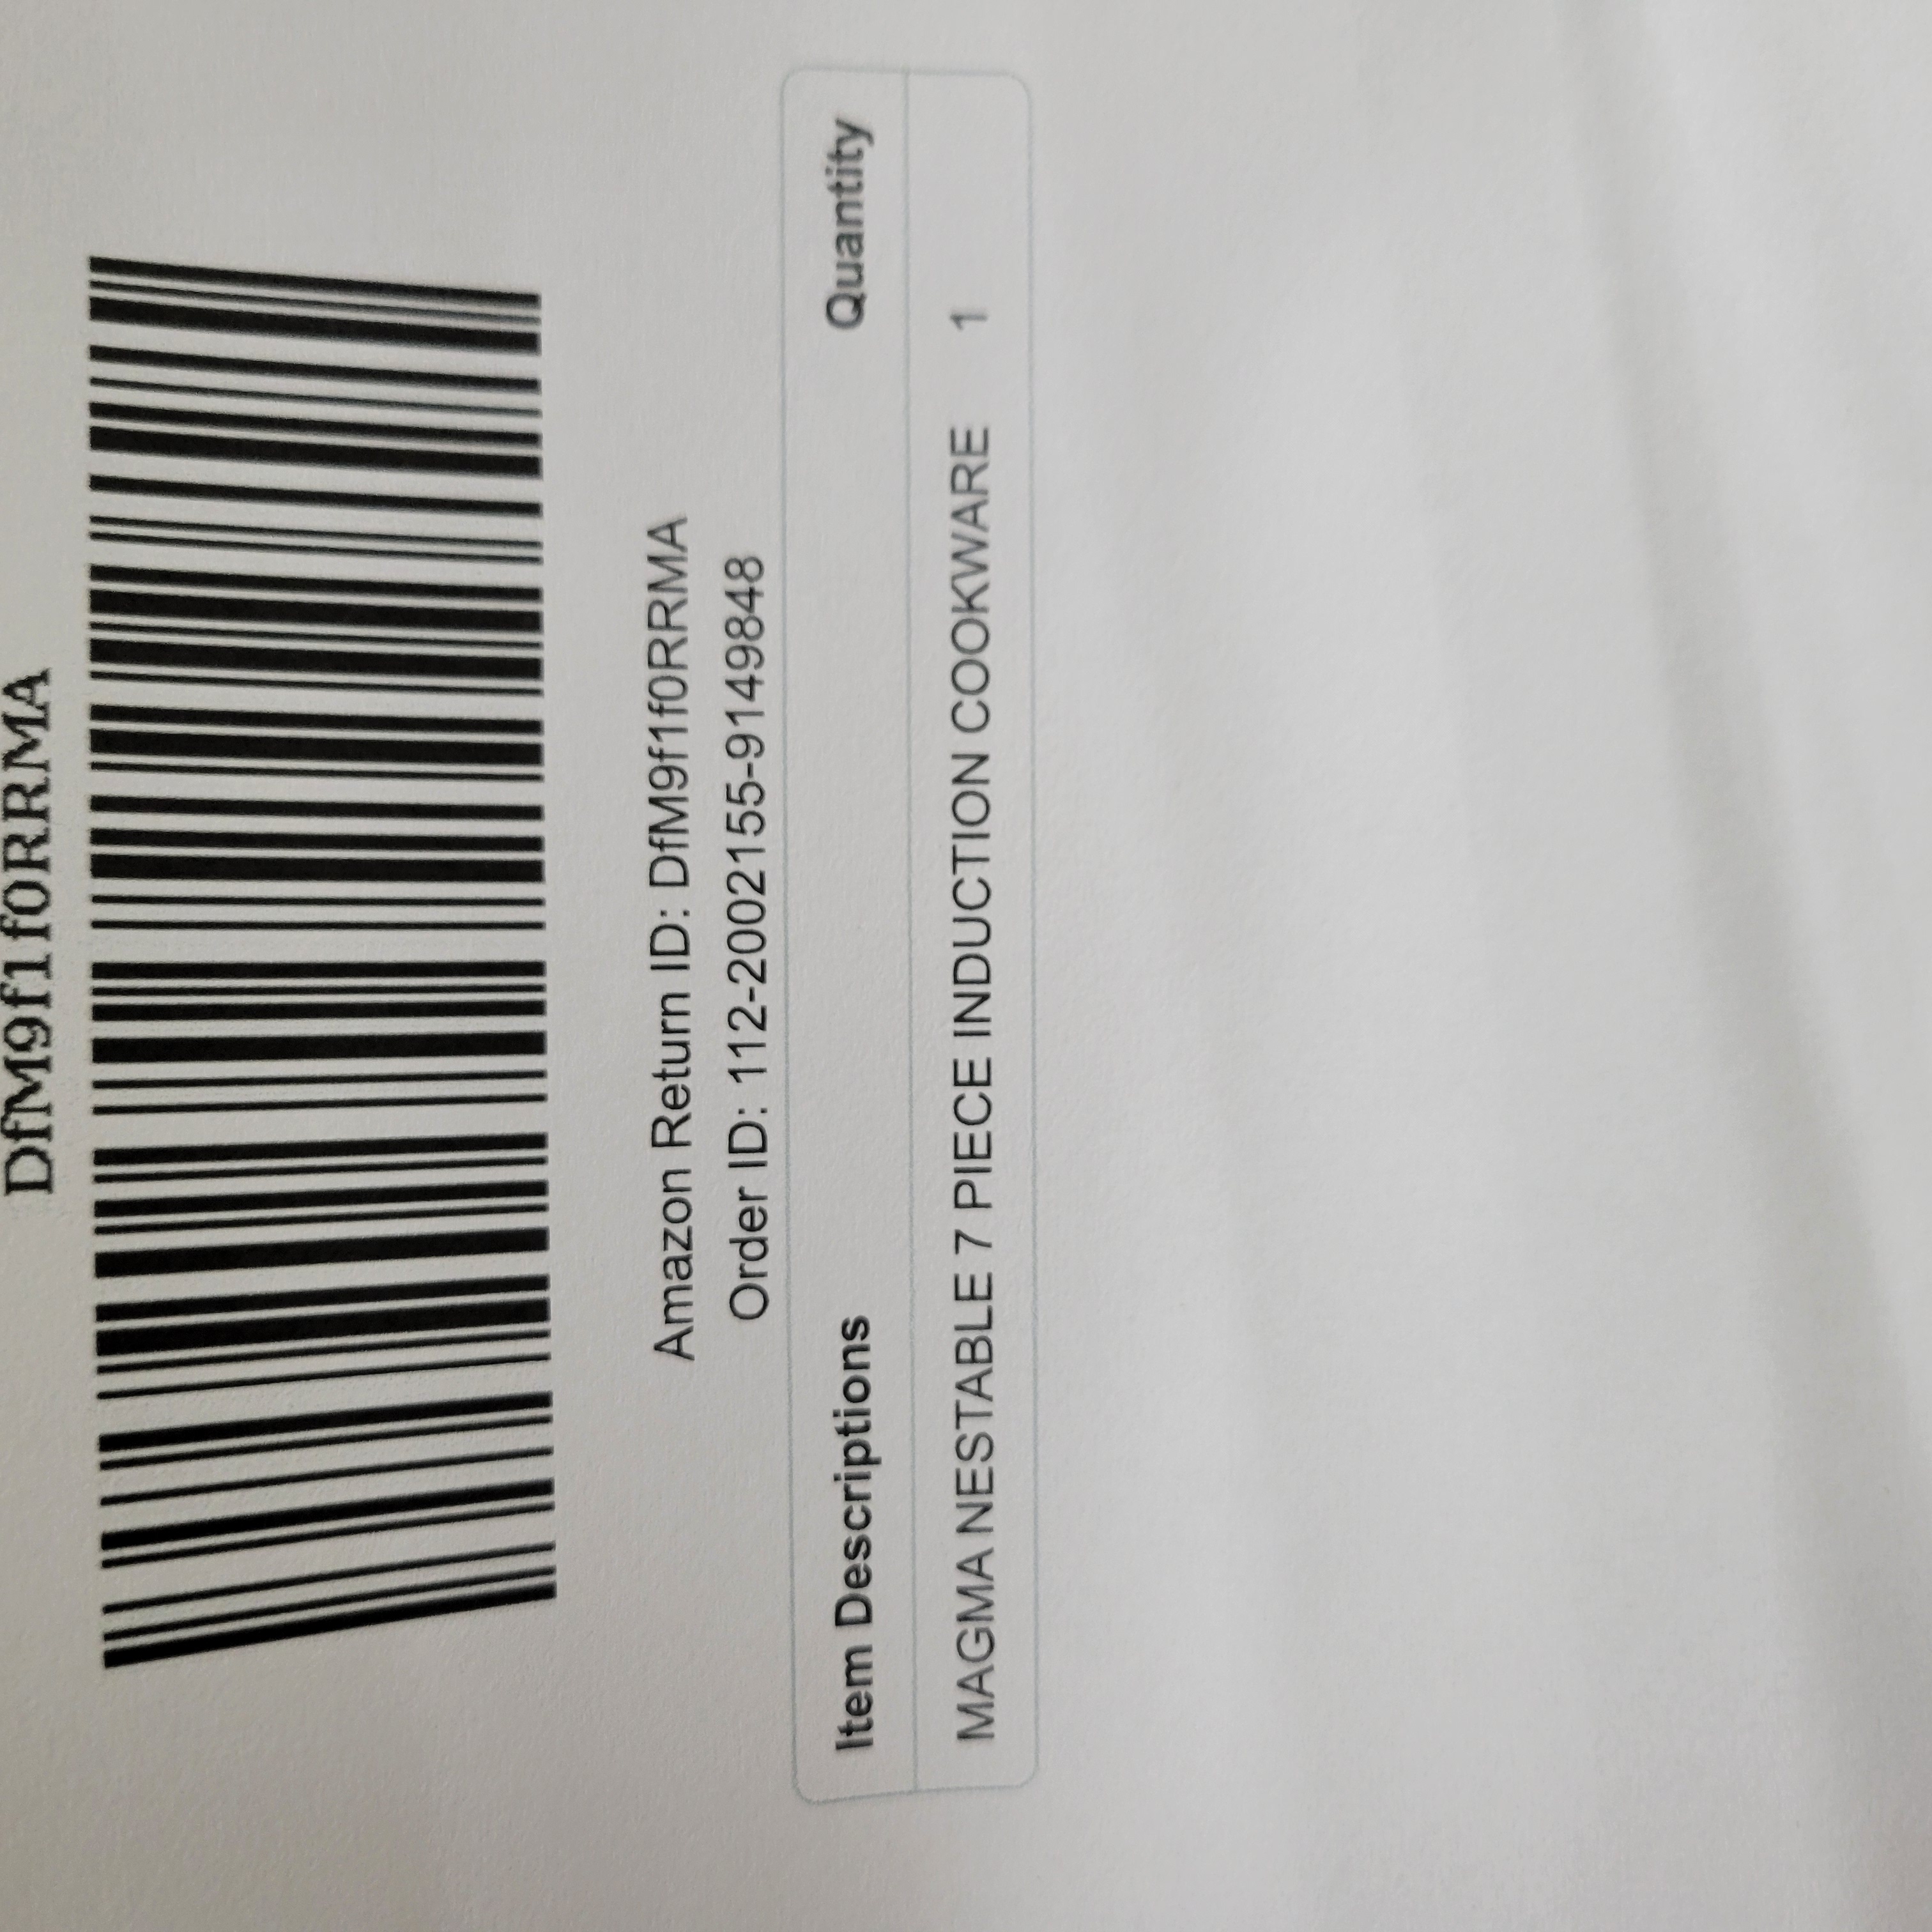 DfM9f1f0RRMA
Amazon Return ID: DfM9f1f0RRMA
Order ID: 112-2002155-9149848
Item Descriptions Quantity
MAGMA NESTABLE 7 PIECE INDUCTION COOKWARE 1